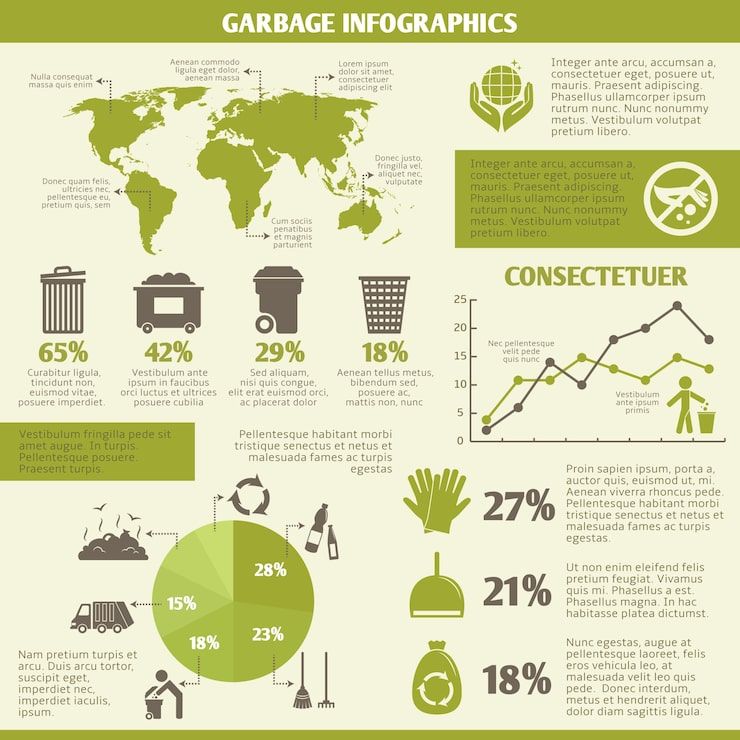 GARBAGE INFOGRAPHICS
Nulla consequat
massa quis enim
Aenean commodo
ligula eget dolor,
aenean massa
Lorem ipsum
dolor sit amet,
consectetuer
adipiscing elit
Donec quam felis,
ultricies nec,
pellentesque eu,
pretium quis, sem
Cum sociis
penatibus
et magnis
parturient
Donec justo,
fringilla vel,
aliquet nec,
vulputate
Integer ante arcu, accumsan a,
consectetuer eget, posuere ut,
mauris. Praesent adipiscing.
Phasellus ullamcorper ipsum
rutrum nunc. Nunc nonummy
metus. Vestibulum volutpat
pretium libero.
Integer ante arcu, accumsan a,
consectetuer eget, posuere ut,
mauris. Praesent adipiscing.
Phasellus ullamcorper ipsum
rutrum nunc. Nunc nonummy
metus. Vestibulum volutpat
pretium libero.
65%
Curabitur ligula,
tincidunt non,
euismod vitae,
posuere imperdiet.
42%
Vestibulum ante
ipsum in faucibus
orci luctus et ultrices
posuere cubilia
29%
Sed aliquam,
nisi quis congue,
elit erat euismod orci,
ac placerat dolor
18%
Aenean tellus metus,
bibendum sed,
posuere ac,
mattis non, nunc
CONSECTETUER
25
20
15
10
5
0
Nec pellentesque
velit pede
quis nunc
Vestibulum
ante ipsum
primis
Vestibulum fringilla pede sit
amet augue. In turpis.
Pellentesque posuere.
Praesent turpis.
Pellentesque habitant morbi
tristique senectus et netus et
malesuada fames ac turpis
egestas
28%
23%
18%
15%
Nam pretium turpis et
arcu. Duis arcu tortor,
suscipit eget,
imperdiet nec,
imperdiet iaculis,
ipsum.
27%
Proin sapien ipsum, porta a,
auctor quis, euismod ut, mi.
Aenean viverra rhoncus pede.
Pellentesque habitant morbi
tristique senectus et netus et
malesuada fames ac turpis
egestas.
21%
Ut non enim eleifend felis
pretium feugiat. Vivamus
quis mi. Phasellus a est.
Phasellus magna. In hac
habitasse platea dictumst.
18%
Nunc egestas, augue at
pellentesque laoreet, felis
eros vehicula leo, at
malesuada velit leo quis
pede. Donec interdum,
metus et hendrerit aliquet,
dolor diam sagittis ligula.